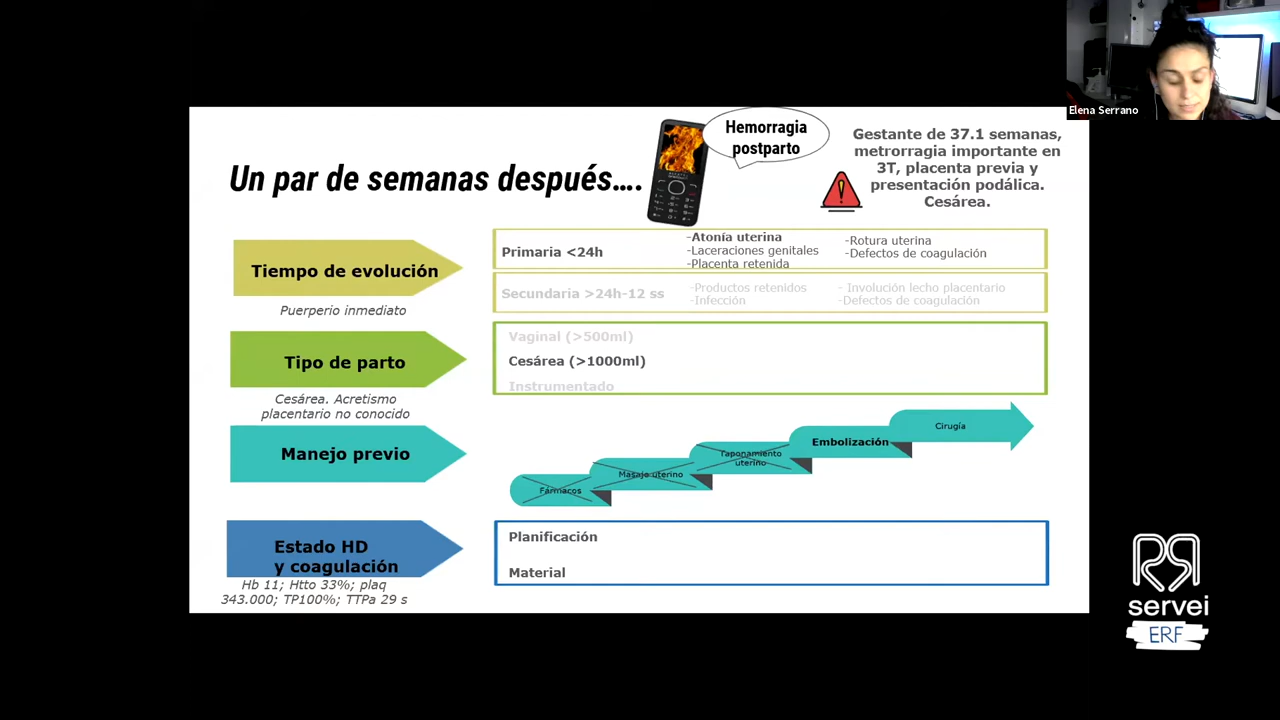 Elena Serrano
Hemorragia
postparto
Gestante de 37.1 semanas,
metrorragia importante en
3T, placenta previa y
presentación podálica.
Cesárea.
Un par de semanas después....
Tiempo de evolución
Puerperio inmediato
Primaria <24h
-Atonía uterina
-Laceraciones genitales
-Placenta retenida
-Rotura uterina
-Defectos de coagulación
Secundaria >24h-12 ss
-Productos retenidos
-Infección
- Involución lecho placentario
-Defectos de coagulación
Tipo de parto
Cesárea. Acretismo
placentario no conocido
Vaginal (>500ml)
Cesárea (>1000ml)
Instrumentado
Manejo previo
Fármacos
Masaje uterino
Taponamiento
uterino
Embolización
Cirugía
Estado HD
y coagulación
Hb 11; Htto 33%; plaq
343.000; TP100%; TTPa 29 s
Planificación
Material
servei
ERF